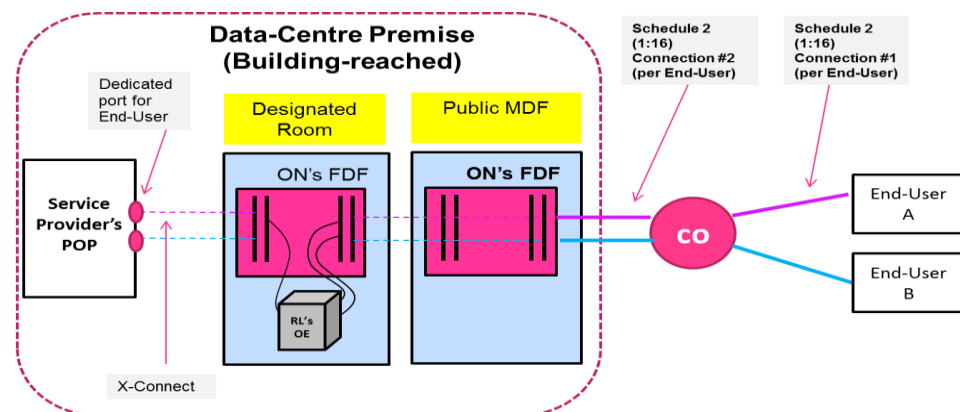 Data-Centre Premise
(Building-reached)
Schedule 2
(1:16)
Connection #2
(per End-User)
Schedule 2
(1:16)
Connection #1
(per End-User)
Dedicated
port for
End-User
Designated
Room
Public MDF
ON's FDF
ON's FDF
Service
Provider's
POP
CO
End-User
A
End-User
B
RL's
OE
X-Connect